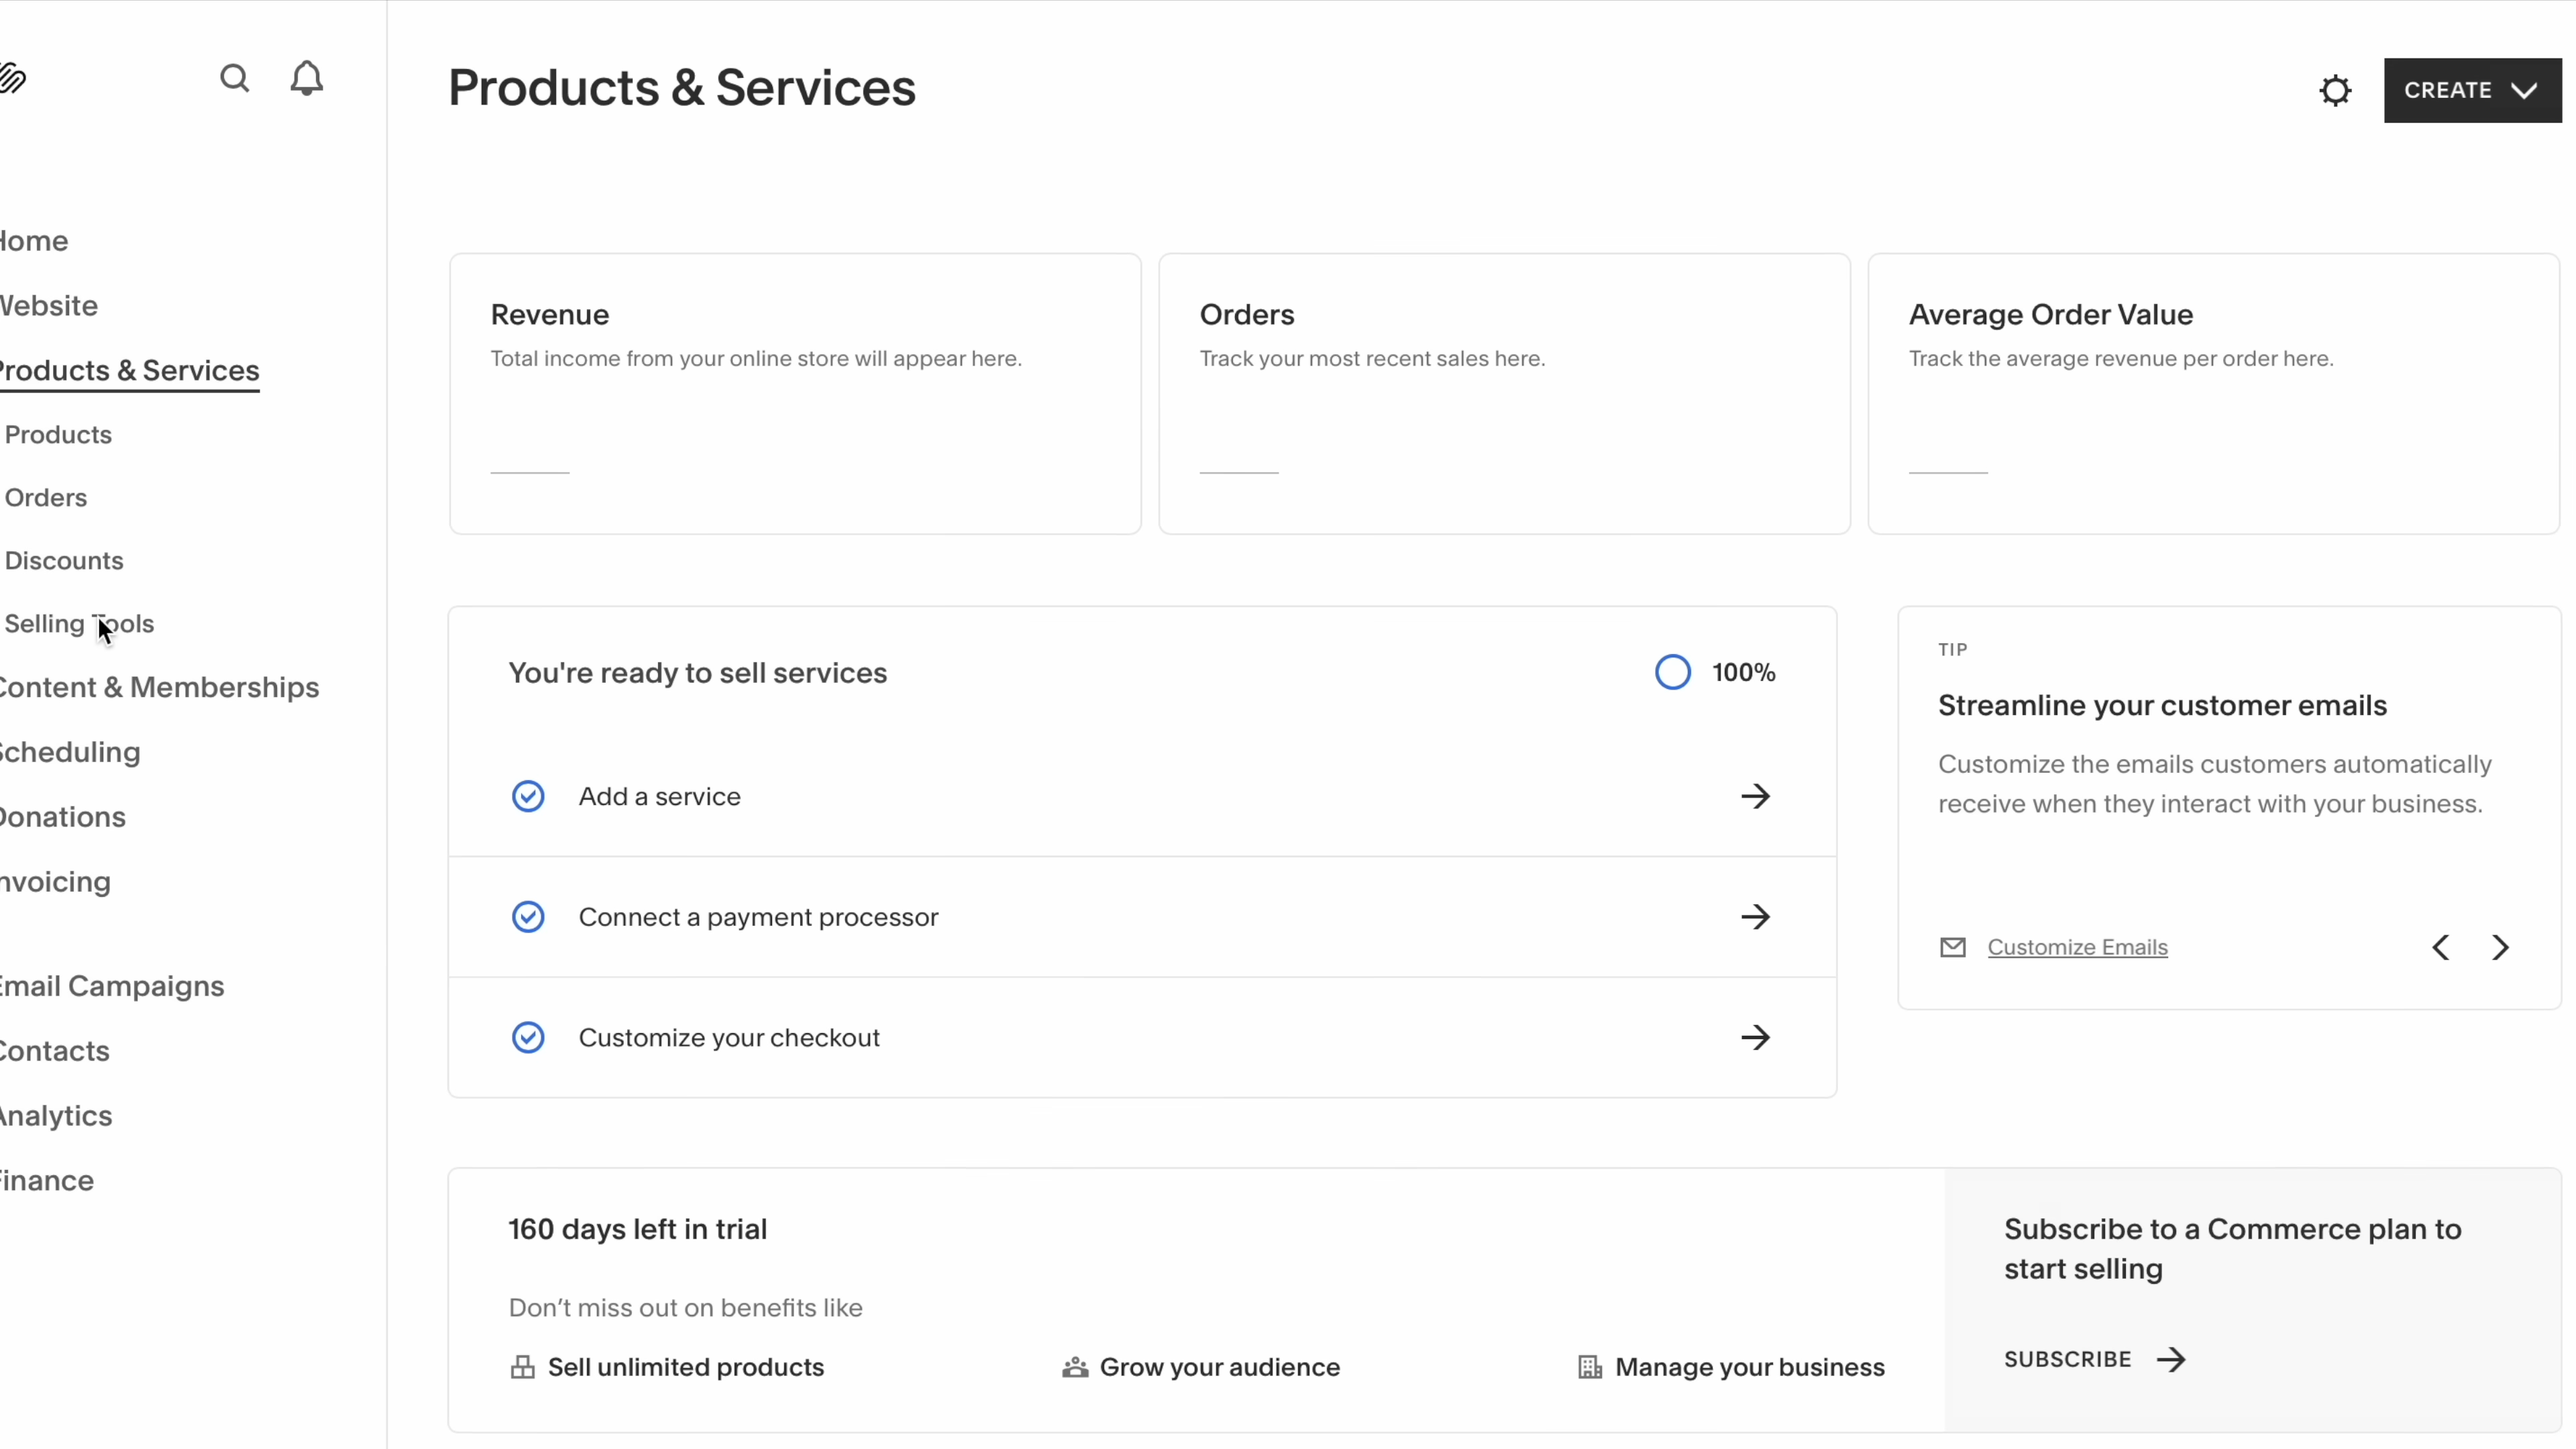 Products & Services
CREATE
Home
Website
Products & Services
Products
Orders
Discounts
Selling Tools
Content & Memberships
Scheduling
Donations
Invoicing
Email Campaigns
Contacts
Analytics
Finance
Revenue
Total income from your online store will appear here.
Orders
Track your most recent sales here.
Average Order Value
Track the average revenue per order here.
You're ready to sell services
100%
Add a service
Connect a payment processor
Customize your checkout
TIP
Streamline your customer emails
Customize the emails customers automatically
receive when they interact with your business.
Customize Emails
160 days left in trial
Don’t miss out on benefits like
Sell unlimited products
Grow your audience
Manage your business
Subscribe to a Commerce plan to
start selling
SUBSCRIBE